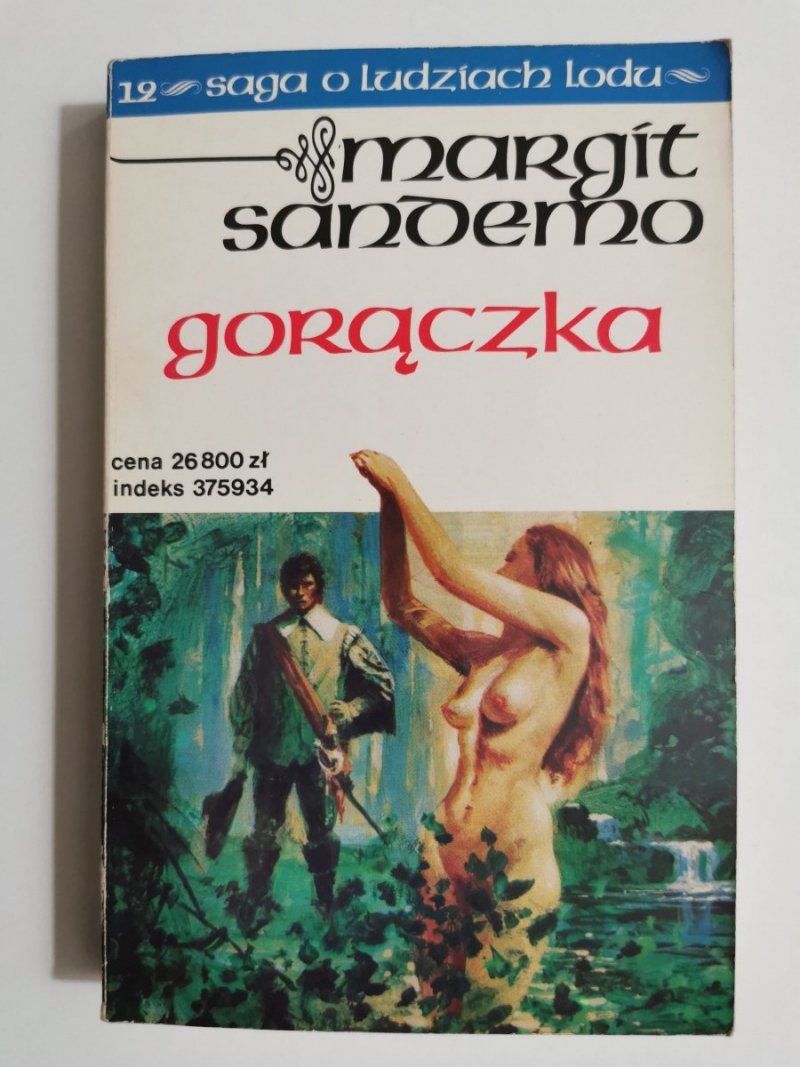 12 saga o ludziach lodu
margit
sandemo
gorączka
cena 26 800 zł
indeks 375934